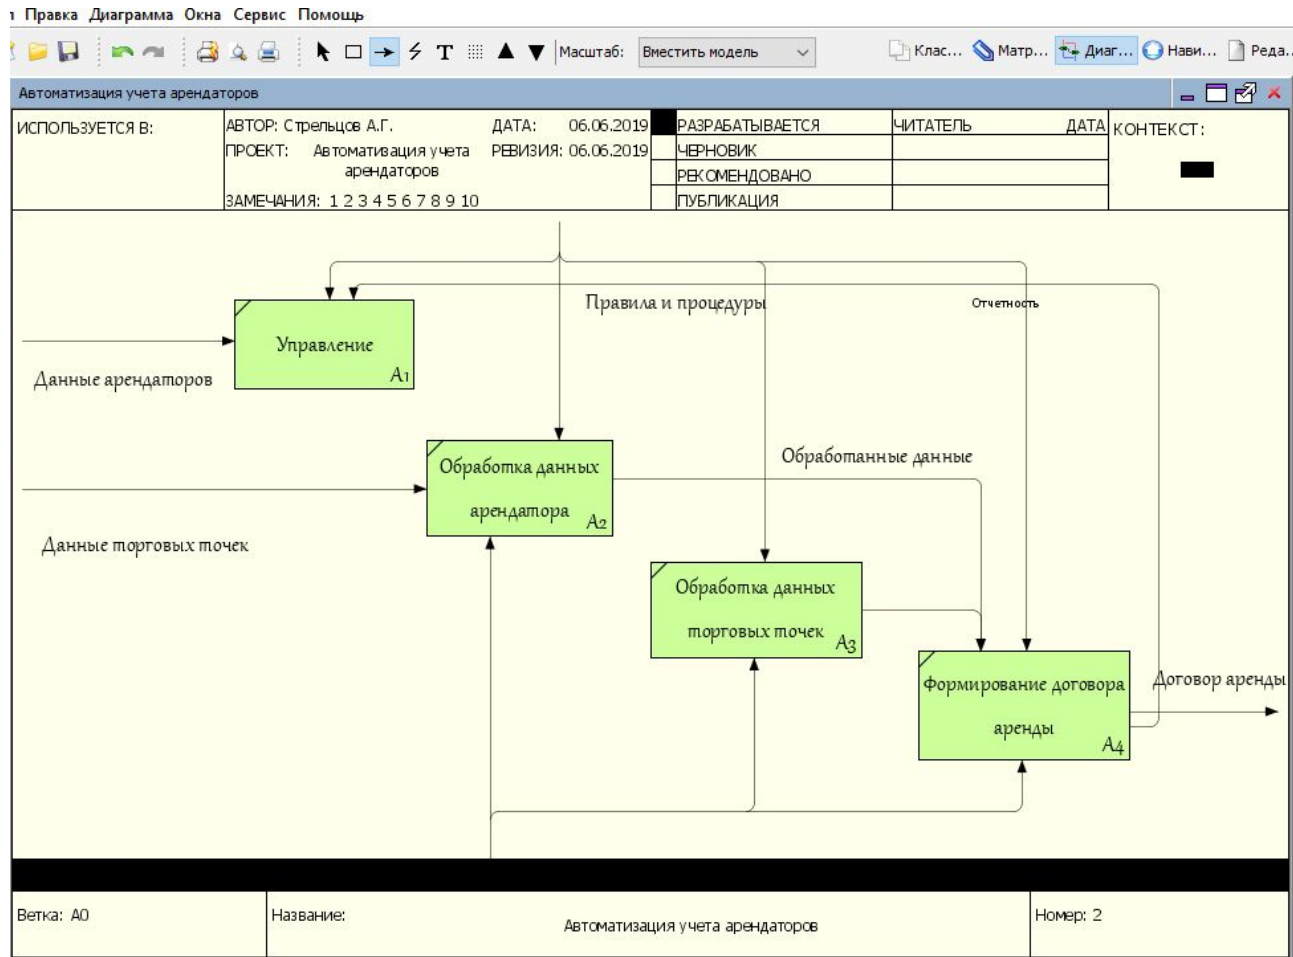 Правка Диаграмма Окна Сервис Помощь
Масштаб: Вместить модель Клас... Матр... Диаг... Нави... Реда..
Автоматизация учета арендаторов
ИСПОЛЬЗУЕТСЯ В:
АВТОР: Стрельцов А.Г. ДАТА: 06.06.2019
ПРОЕКТ: Автоматизация учета арендаторов РЕВИЗИЯ: 06.06.2019
ЗАМЕЧАНИЯ: 1 2 3 4 5 6 7 8 9 10
РАЗРАБАТЫВАЕТСЯ
ЧЕРНОВИК
РЕКОМЕНДОВАНО
ПУБЛИКАЦИЯ
ЧИТАТЕЛЬ ДАТА
КОНТЕКСТ:
Правила и процедуры
Отчетность
Управление
A1
Данные арендаторов
Обработка данных
арендатора
A2
Обработанные данные
Данные торговых точек
Обработка данных
торговых точек
A3
Формирование договора
аренды
A4
Договор аренды
Ветка: A0
Название:
Автоматизация учета арендаторов
Номер: 2